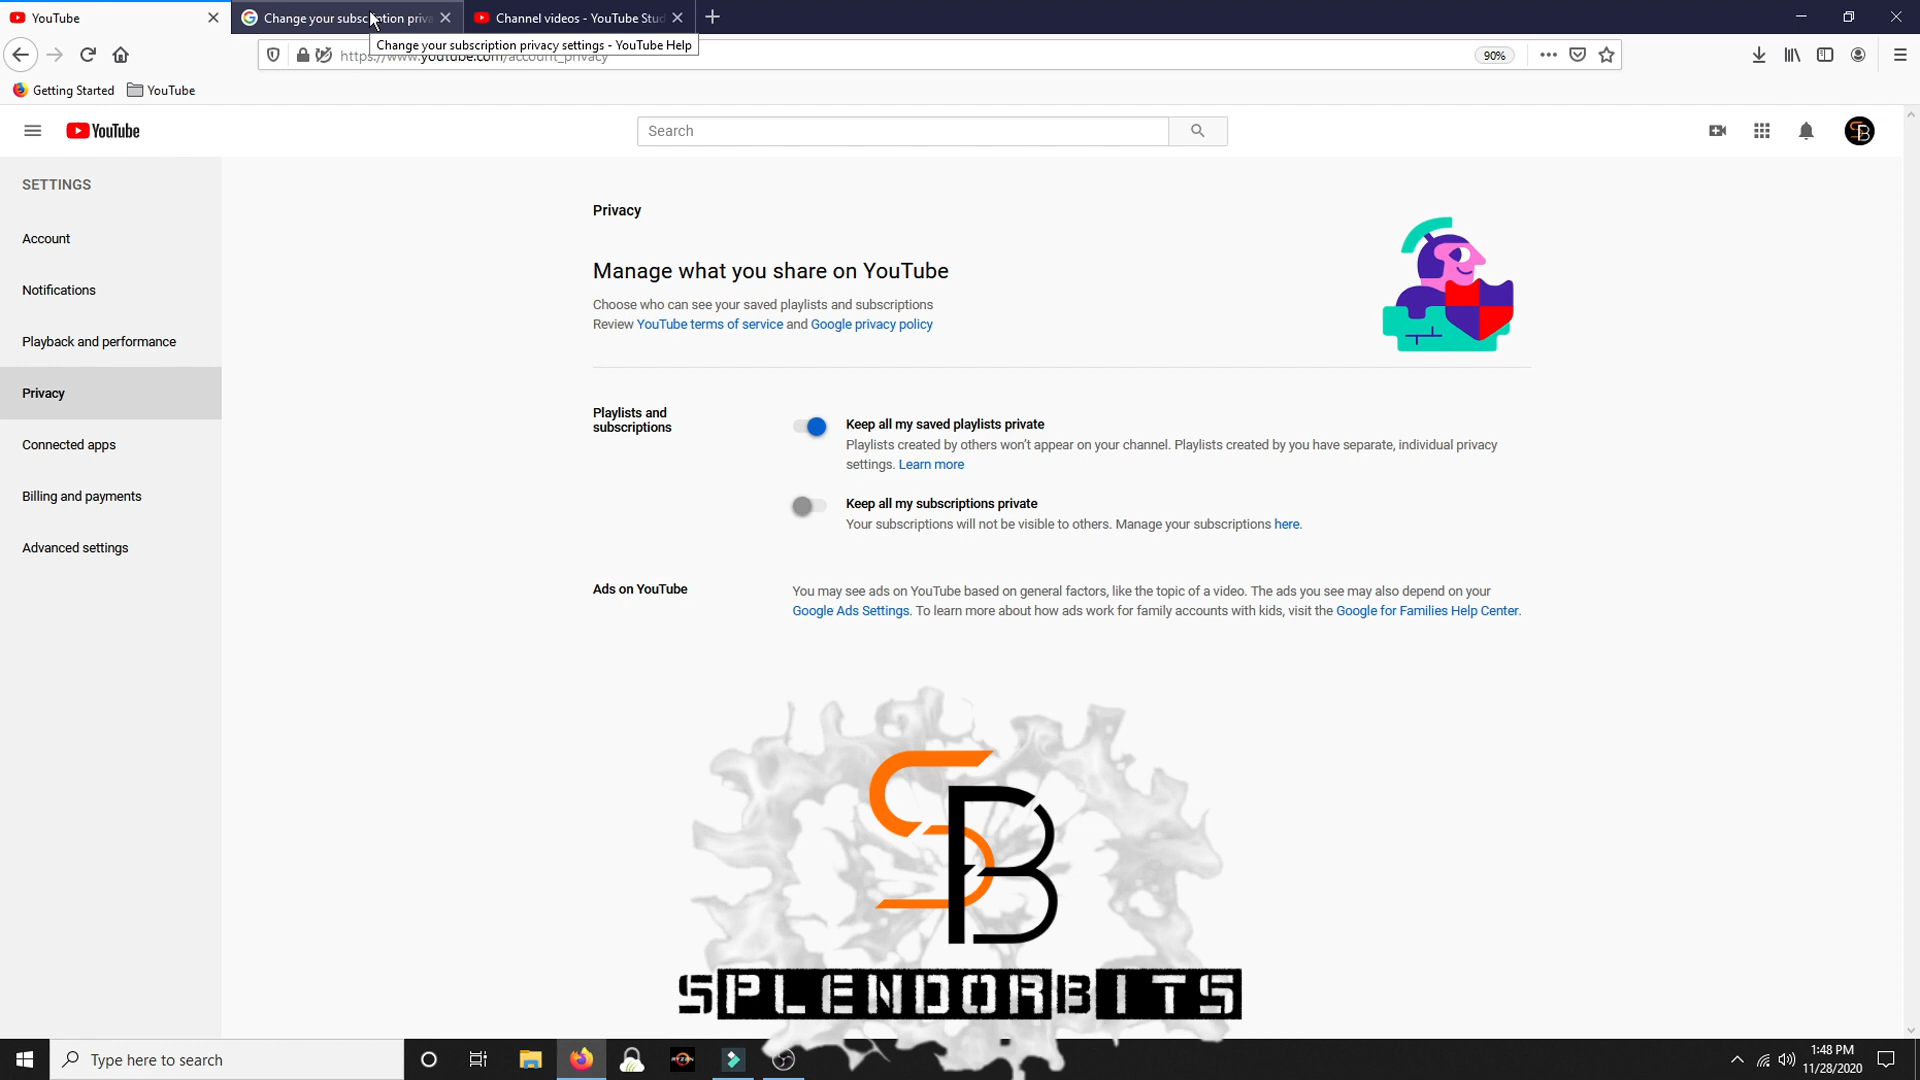 YouTube
Change your subscription priva
Channel videos - YouTube Stud
Change your subscription privacy settings - YouTube Help
https://www.youtube.com/account_privacy
90%
Getting Started
YouTube
YouTube
Search
SETTINGS
Account
Notifications
Playback and performance
Privacy
Connected apps
Billing and payments
Advanced settings
Privacy
Manage what you share on YouTube
Choose who can see your saved playlists and subscriptions
Review YouTube terms of service and Google privacy policy
Playlists and
subscriptions
Keep all my saved playlists private
Playlists created by others won't appear on your channel. Playlists created by you have separate, individual privacy
settings. Learn more
Keep all my subscriptions private
Your subscriptions will not be visible to others. Manage your subscriptions here.
Ads on YouTube
You may see ads on YouTube based on general factors, like the topic of a video. The ads you see may also depend on your
Google Ads Settings. To learn more about how ads work for family accounts with kids, visit the Google for Families Help Center.
SB
SPLENDORBITS
Type here to search
RYZEN
1:48 PM
11/28/2020